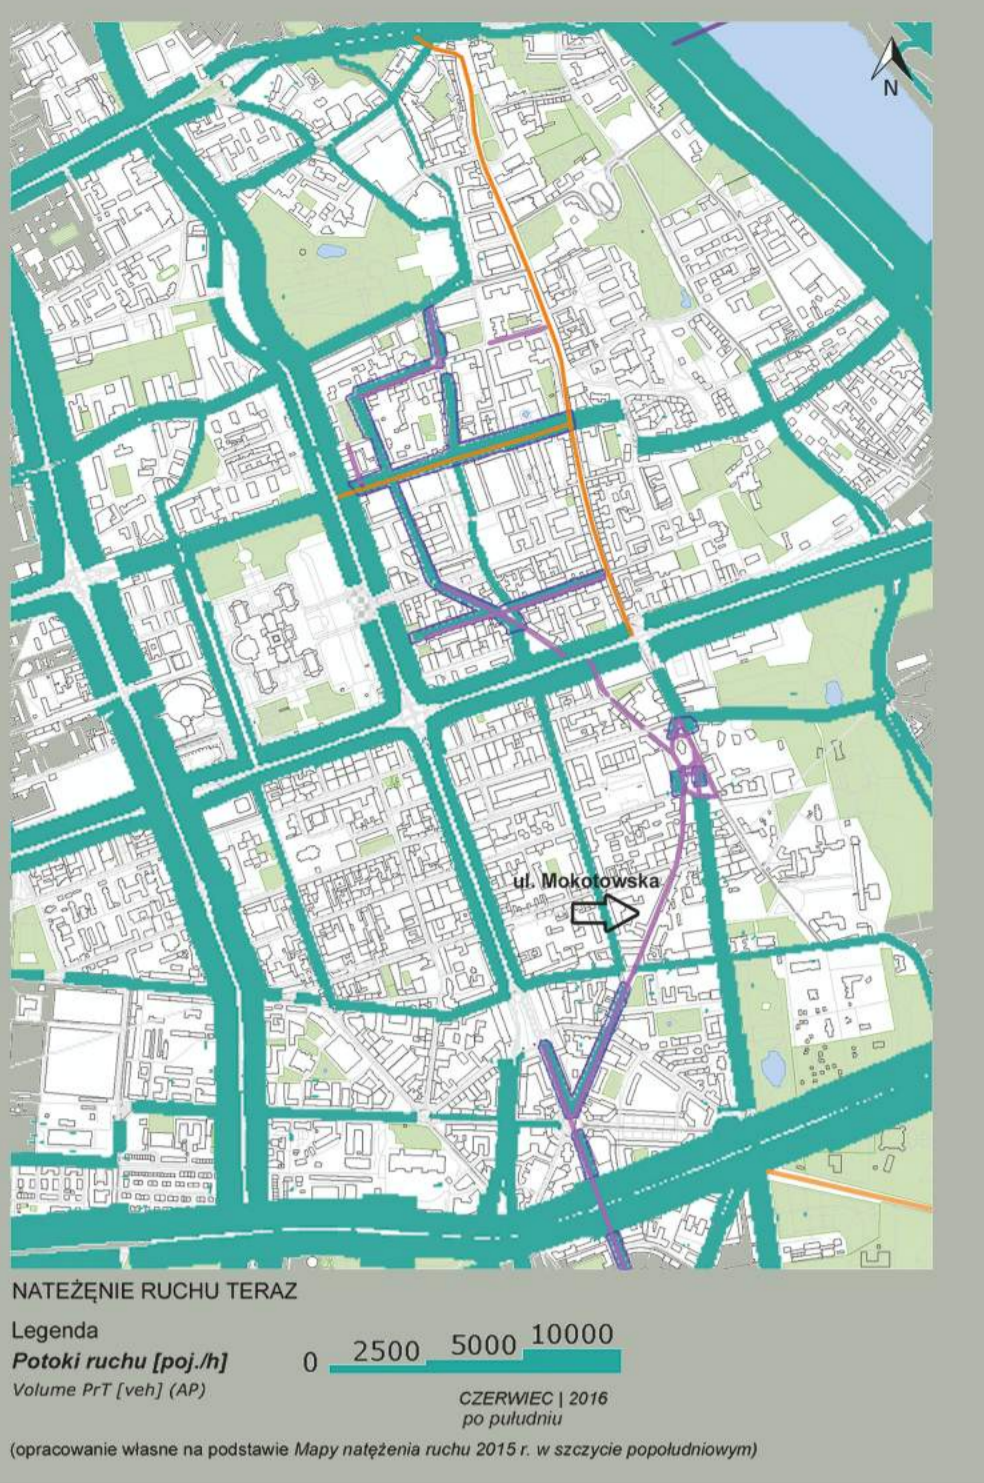 N
ul. Mokotowska
NATEŻĘNIE RUCHU TERAZ
Legenda
Potoki ruchu [poj./h]
Volume PrT [veh] (AP)
0 2500 5000 10000
CZERWIEC | 2016
po pułudniu
(opracowanie własne na podstawie Mapy natężenia ruchu 2015 r. w szczycie popołudniowym)